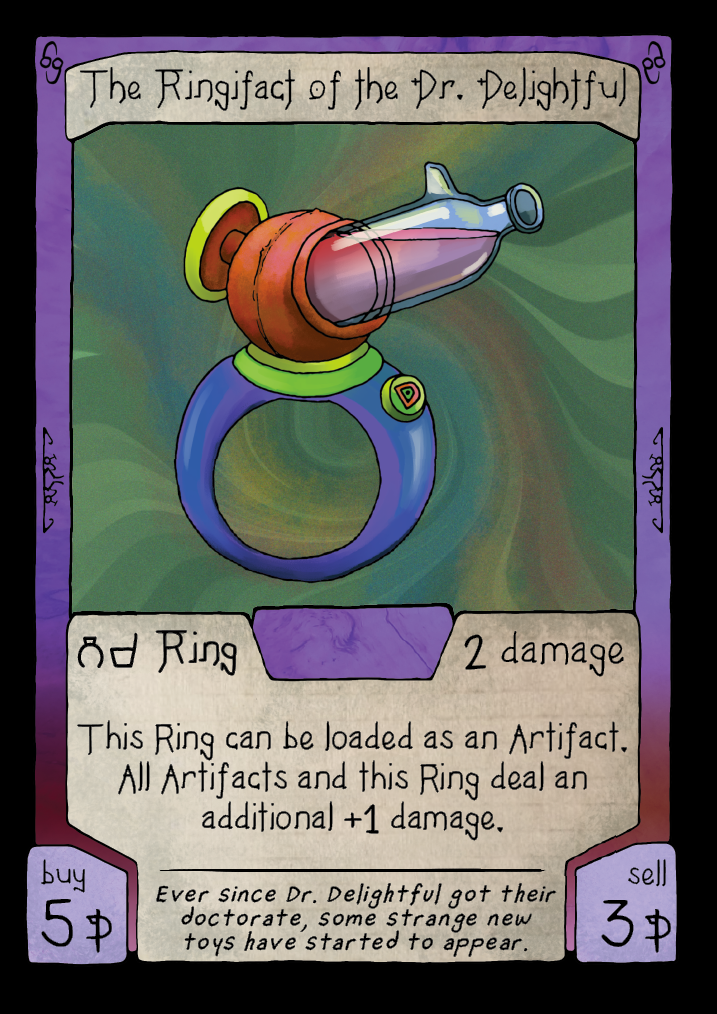 The Ringifact of the Dr. Delightful
D
Ring
2 damage
This Ring can be loaded as an Artifact.
All Artifacts and this Ring deal an
additional +1 damage.
Ever since Dr. Delightful got their
doctorate, some strange new
toys have started to appear.
buy
5
sell
3